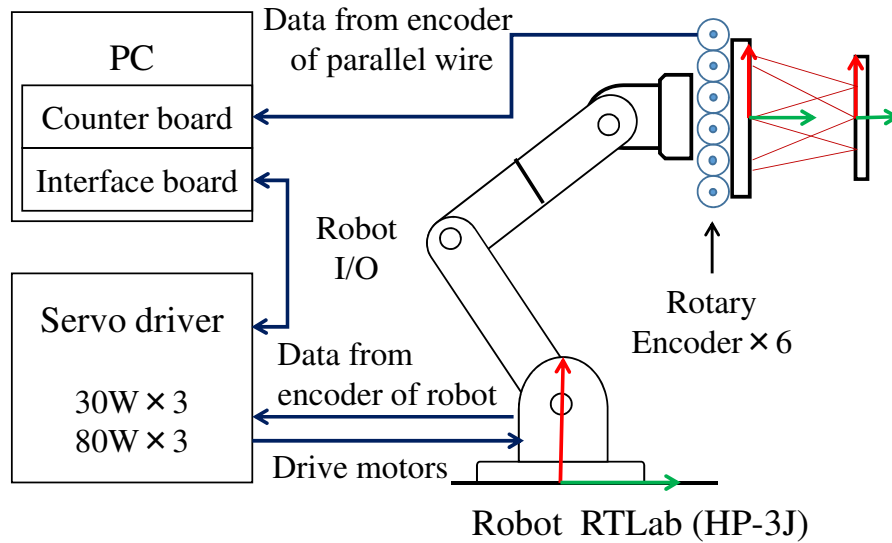 Data from encoder
of parallel wire
PC
Counter board
Interface board
Robot
I/O
Rotary
Encoder×6
Servo driver
30W×3
80W×3
Data from
encoder of robot
Drive motors
Robot RTLab (HP-3J)